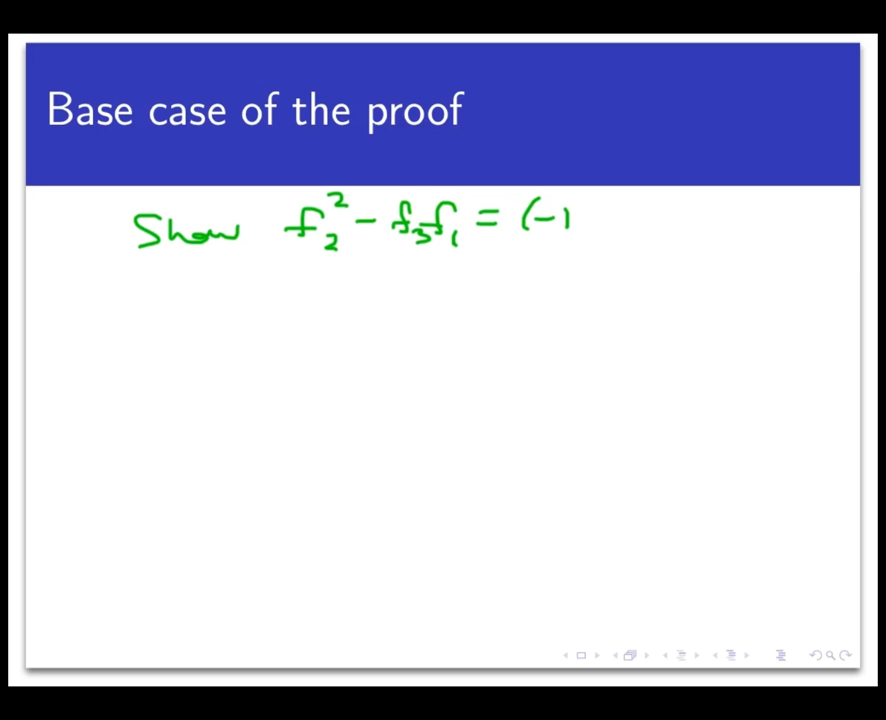 Base case of the proof
Show f₂² - f₃f₁ = (-1